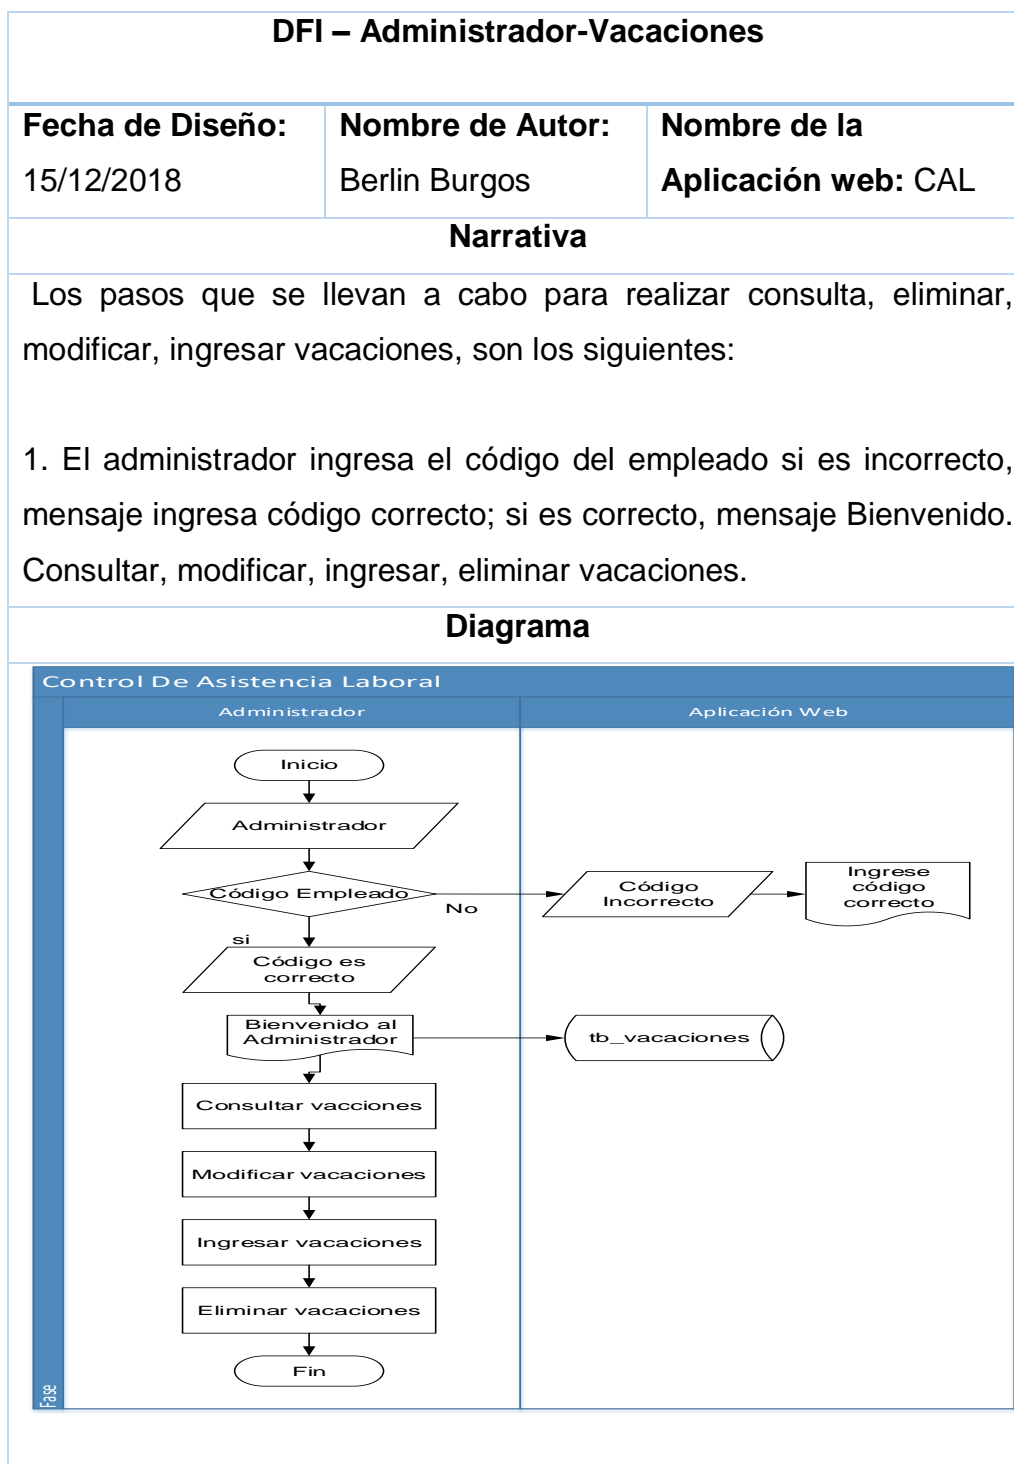 DFI – Administrador-Vacaciones
Fecha de Diseño:
15/12/2018
Nombre de Autor:
Berlin Burgos
Nombre de la
Aplicación web: CAL
Narrativa
Los pasos que se llevan a cabo para realizar consulta, eliminar,
modificar, ingresar vacaciones, son los siguientes:
1. El administrador ingresa el código del empleado si es incorrecto,
mensaje ingresa código correcto; si es correcto, mensaje Bienvenido.
Consultar, modificar, ingresar, eliminar vacaciones.
Diagrama
Control De Asistencia Laboral
Administrador
Aplicación Web
Inicio
Administrador
Código Empleado
No
Código
Incorrecto
Ingrese
código
correcto
si
Código es
correcto
Bienvenido al
Administrador
tb_vacaciones
Consultar vacciones
Modificar vacaciones
Ingresar vacaciones
Eliminar vacaciones
Fin
Fase